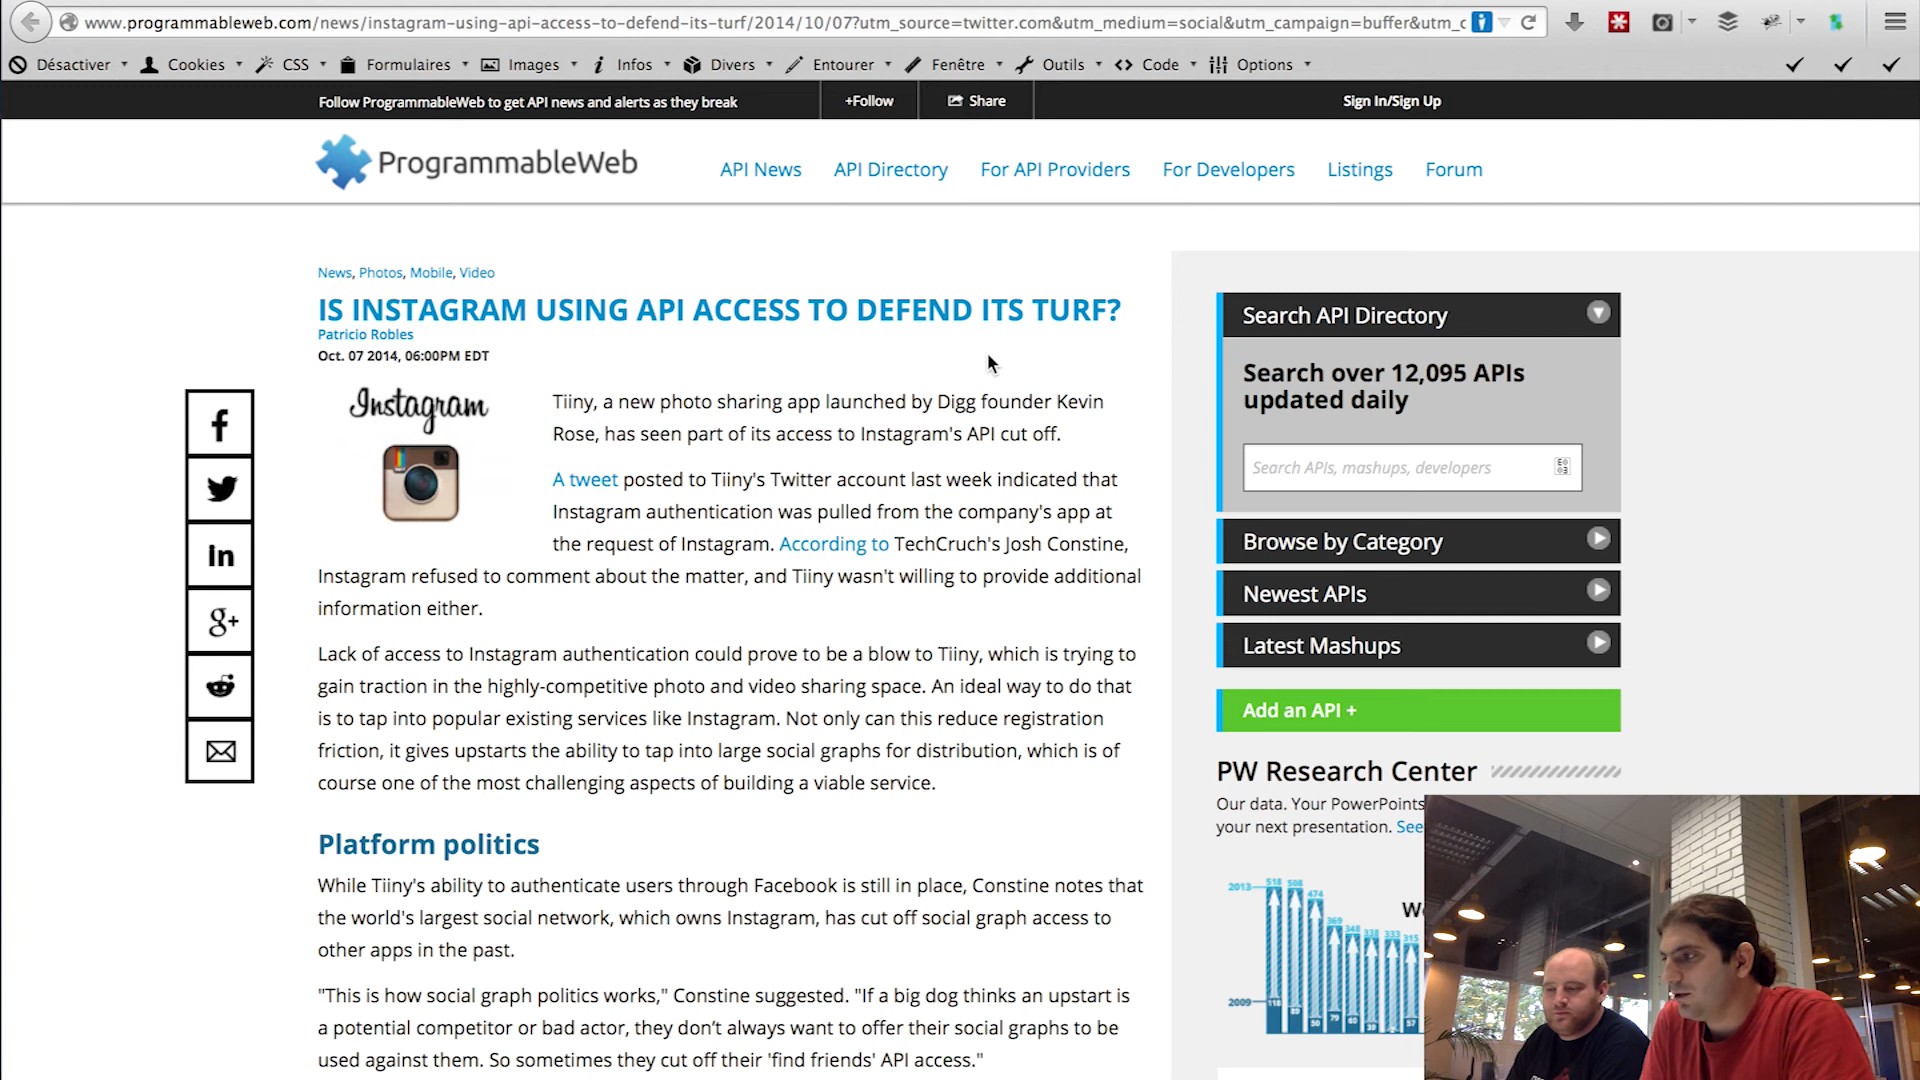 www.programmableweb.com/news/instagram-using-api-access-to-defend-its-turf/2014/10/07?utm_source=twitter.com&utm_medium=social&utm_campaign=buffer&utm_c
Désactiver Cookies CSS Formulaires Images Infos Divers Entourer Fenêtre Outils Code Options
Follow ProgrammableWeb to get API news and alerts as they break +Follow Share Sign In/Sign Up
ProgrammableWeb API News API Directory For API Providers For Developers Listings Forum
News, Photos, Mobile, Video
IS INSTAGRAM USING API ACCESS TO DEFEND ITS TURF?
Patricio Robles
Oct. 07 2014, 06:00PM EDT
Instagram
Tiiny, a new photo sharing app launched by Digg founder Kevin
Rose, has seen part of its access to Instagram's API cut off.
A tweet posted to Tiiny's Twitter account last week indicated that
Instagram authentication was pulled from the company's app at
the request of Instagram. According to TechCruch's Josh Constine,
Instagram refused to comment about the matter, and Tiiny wasn't willing to provide additional
information either.
Lack of access to Instagram authentication could prove to be a blow to Tiiny, which is trying to
gain traction in the highly-competitive photo and video sharing space. An ideal way to do that
is to tap into popular existing services like Instagram. Not only can this reduce registration
friction, it gives upstarts the ability to tap into large social graphs for distribution, which is of
course one of the most challenging aspects of building a viable service.
Platform politics
While Tiiny's ability to authenticate users through Facebook is still in place, Constine notes that
the world's largest social network, which owns Instagram, has cut off social graph access to
other apps in the past.
"This is how social graph politics works," Constine suggested. "If a big dog thinks an upstart is
a potential competitor or bad actor, they don't always want to offer their social graphs to be
used against them. So sometimes they cut off their 'find friends' API access."
Search API Directory
Search over 12,095 APIs
updated daily
Search APIs, mashups, developers
Browse by Category
Newest APIs
Latest Mashups
Add an API +
PW Research Center
Our data. Your PowerPoints
your next presentation. See
2013 518 508 474 369 348 338 333 315
We
2009 118 50 79 60 57